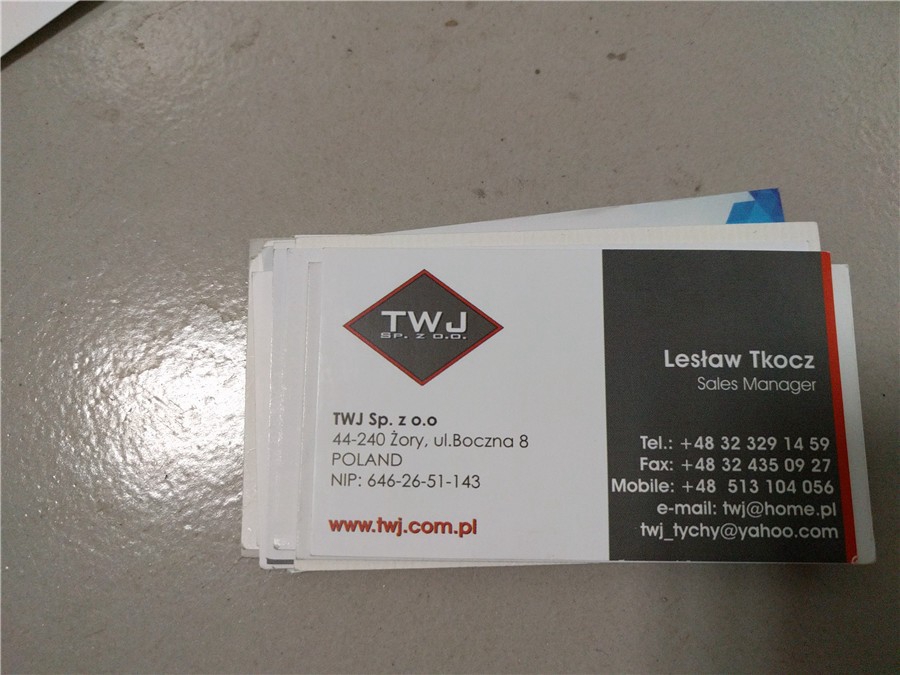 TWJ
SP. Z O.O.
TWJ Sp. z o.o
44-240 Żory, ul.Boczna 8
POLAND
NIP: 646-26-51-143
www.twj.com.pl
Lesław Tkocz
Sales Manager
Tel.: +48 32 329 14 59
Fax: +48 32 435 09 27
Mobile: +48 513 104 056
e-mail: twj@home.pl
twj_tychy@yahoo.com